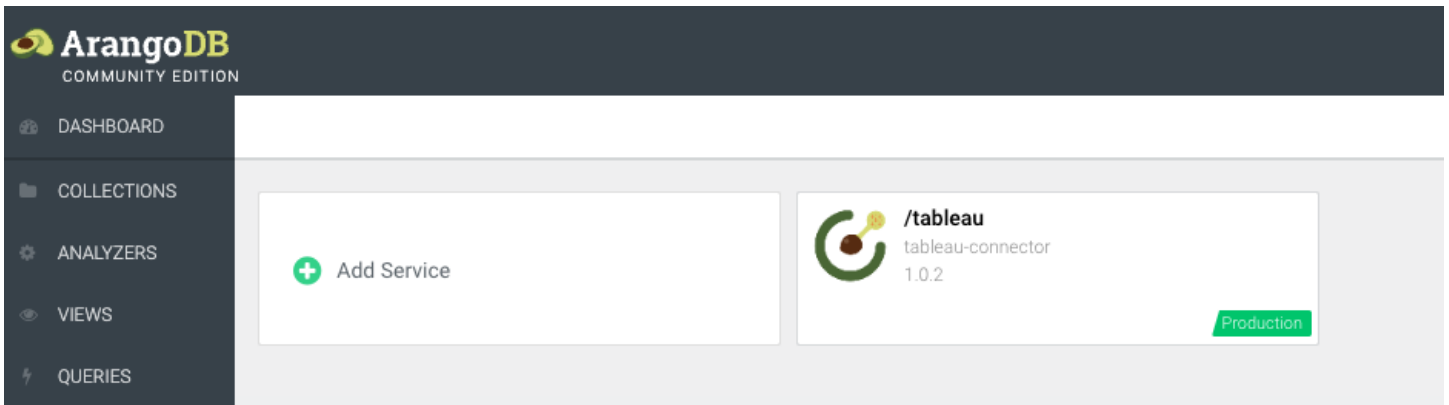 ArangoDB
COMMUNITY EDITION
DASHBOARD
COLLECTIONS
ANALYZERS
VIEWS
QUERIES
Add Service
/tableau
tableau-connector
1.0.2
Production